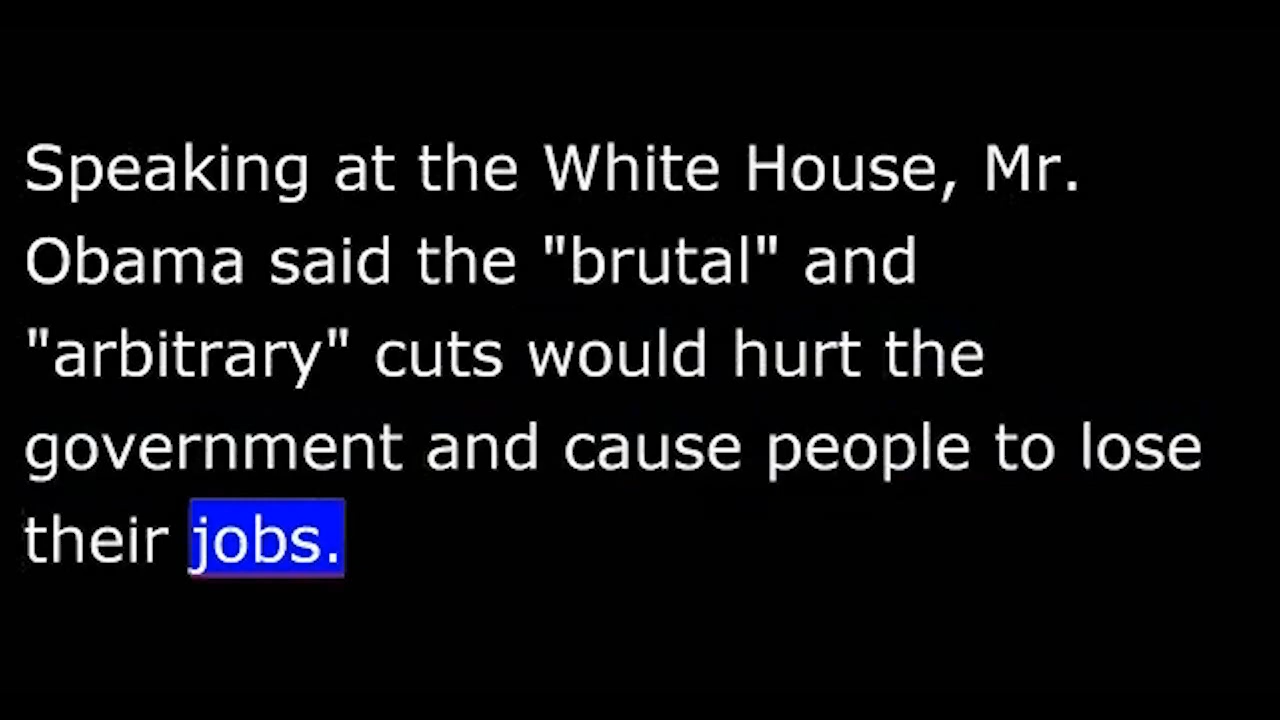 Speaking at the White House, Mr.
Obama said the "brutal" and
"arbitrary" cuts would hurt the
government and cause people to lose
their jobs.